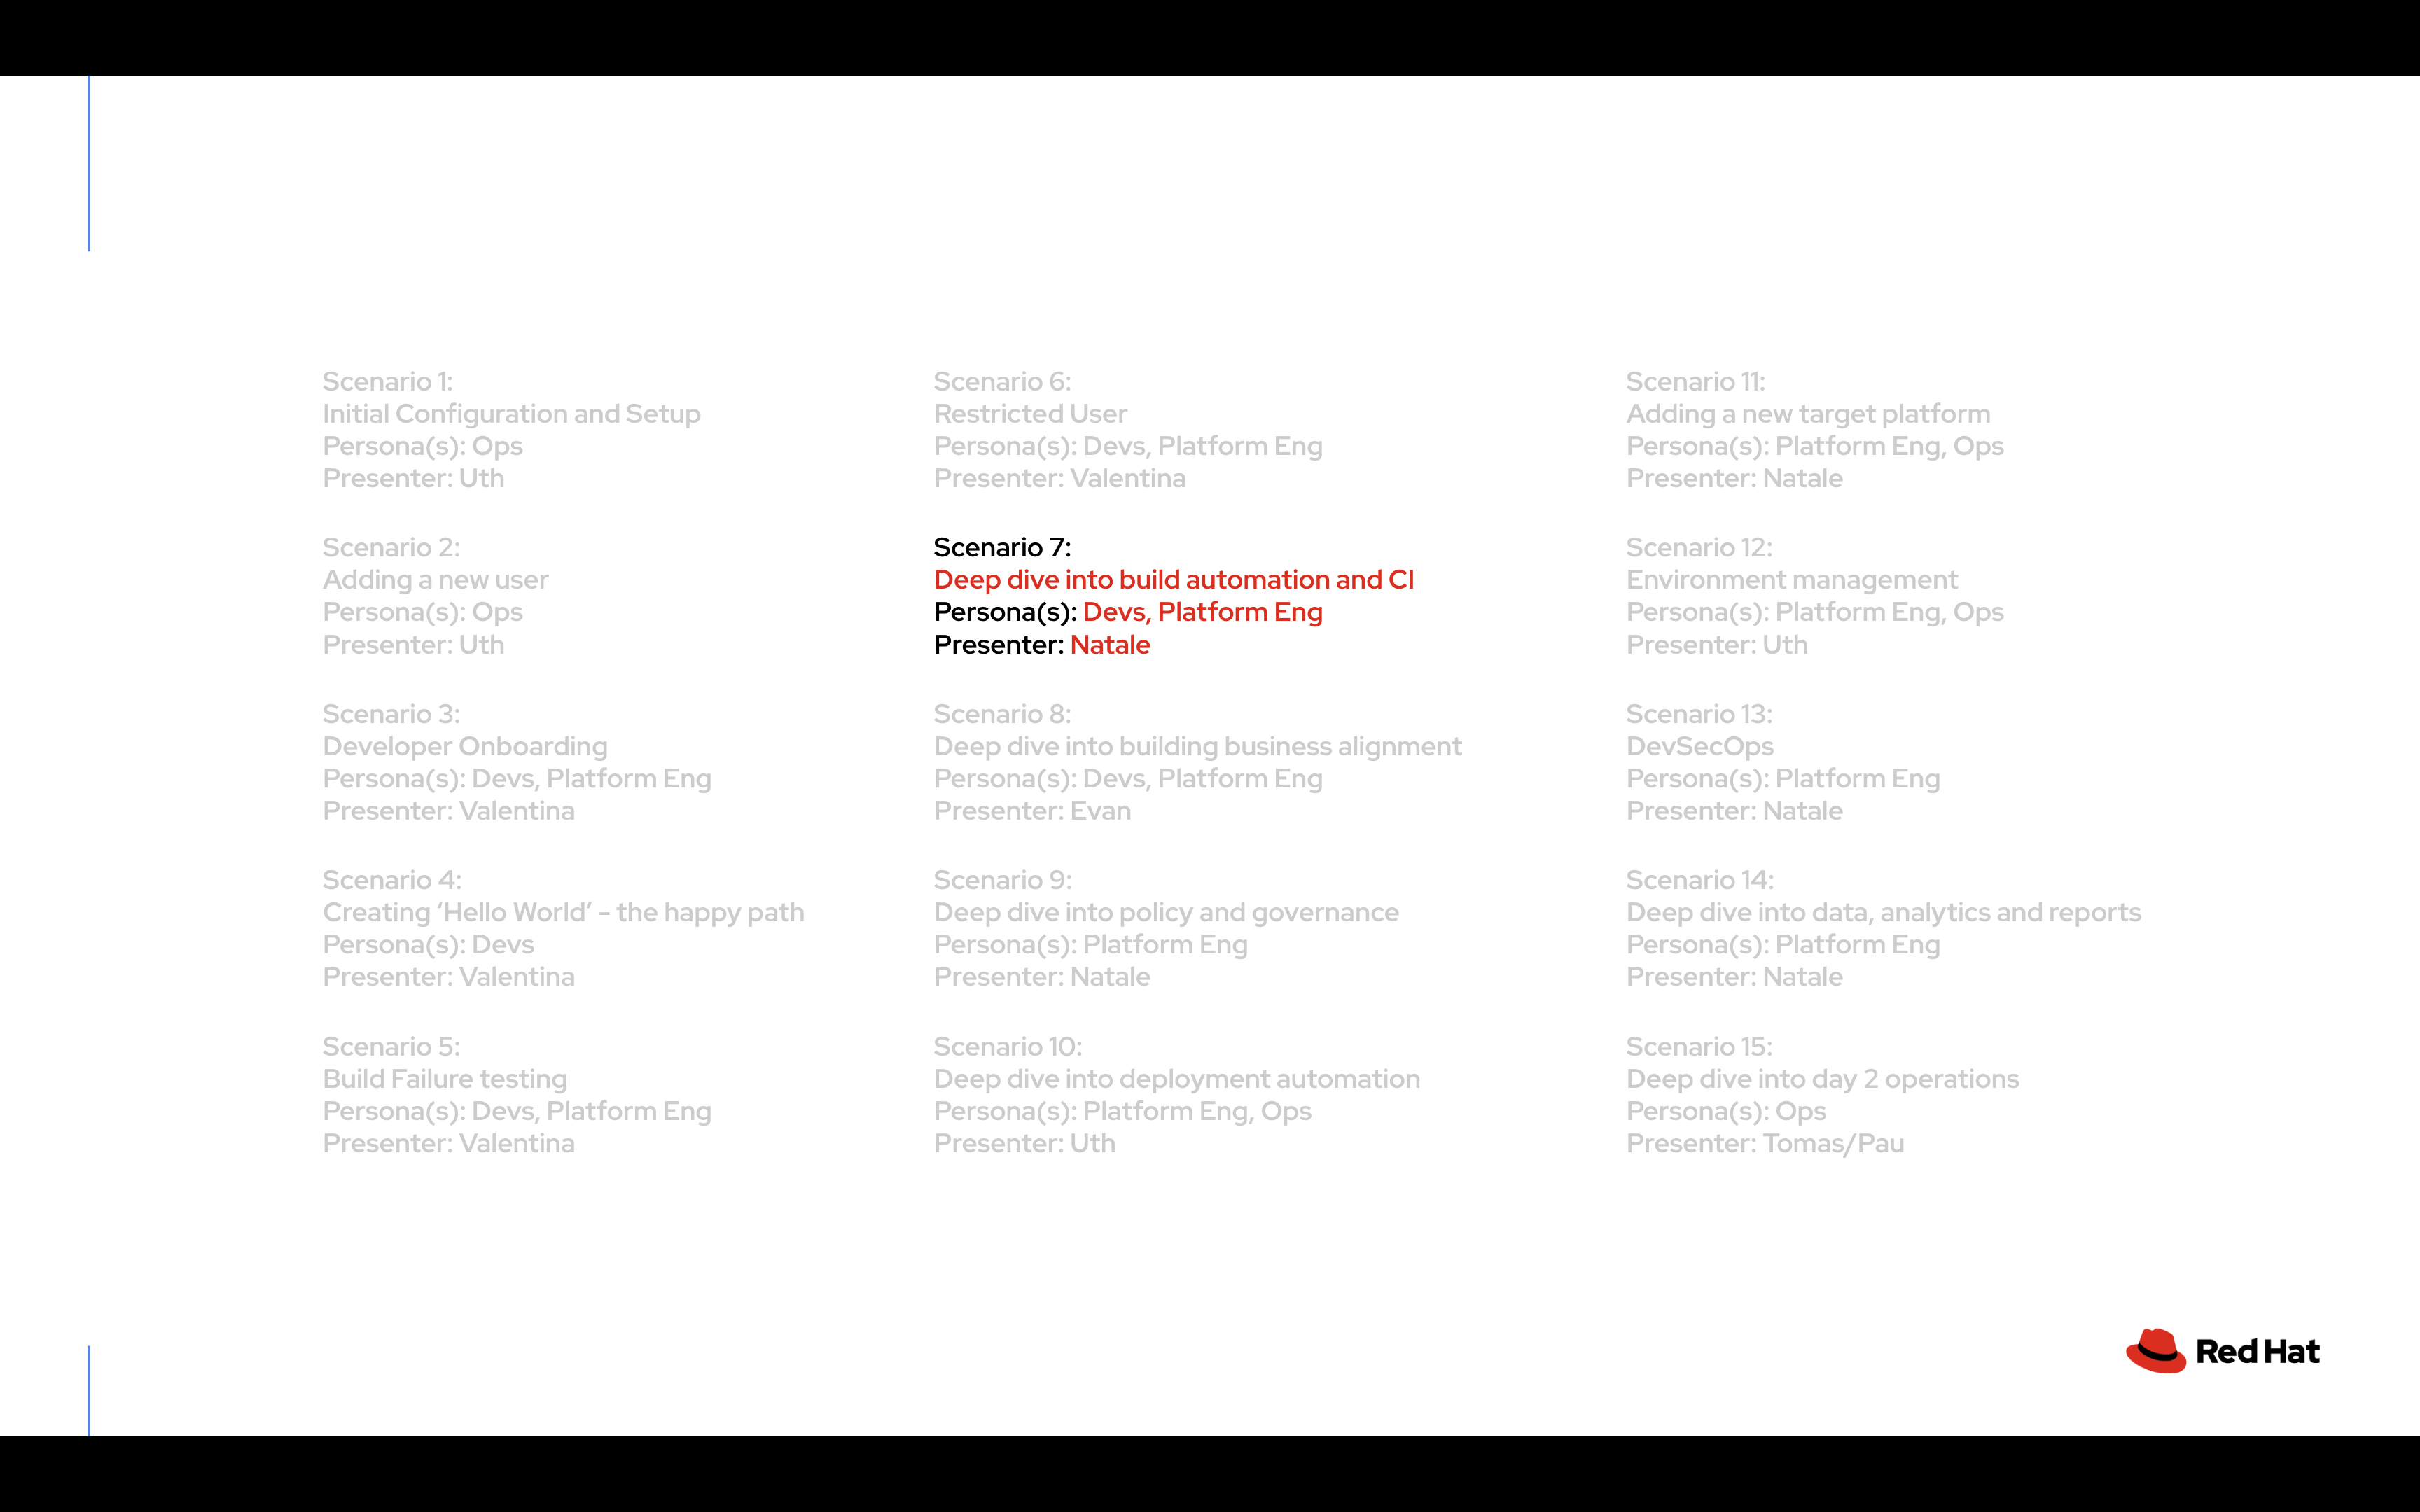 Scenario 1:
Initial Configuration and Setup
Persona(s): Ops
Presenter: Uth
Scenario 2:
Adding a new user
Persona(s): Ops
Presenter: Uth
Scenario 3:
Developer Onboarding
Persona(s): Devs, Platform Eng
Presenter: Valentina
Scenario 4:
Creating ‘Hello World’ - the happy path
Persona(s): Devs
Presenter: Valentina
Scenario 5:
Build Failure testing
Persona(s): Devs, Platform Eng
Presenter: Valentina
Scenario 6:
Restricted User
Persona(s): Devs, Platform Eng
Presenter: Valentina
Scenario 7:
Deep dive into build automation and CI
Persona(s): Devs, Platform Eng
Presenter: Natale
Scenario 8:
Deep dive into building business alignment
Persona(s): Devs, Platform Eng
Presenter: Evan
Scenario 9:
Deep dive into policy and governance
Persona(s): Platform Eng
Presenter: Natale
Scenario 10:
Deep dive into deployment automation
Persona(s): Platform Eng, Ops
Presenter: Uth
Scenario 11:
Adding a new target platform
Persona(s): Platform Eng, Ops
Presenter: Natale
Scenario 12:
Environment management
Persona(s): Platform Eng, Ops
Presenter: Uth
Scenario 13:
DevSecOps
Persona(s): Platform Eng
Presenter: Natale
Scenario 14:
Deep dive into data, analytics and reports
Persona(s): Platform Eng
Presenter: Natale
Scenario 15:
Deep dive into day 2 operations
Persona(s): Ops
Presenter: Tomas/Pau
Red Hat